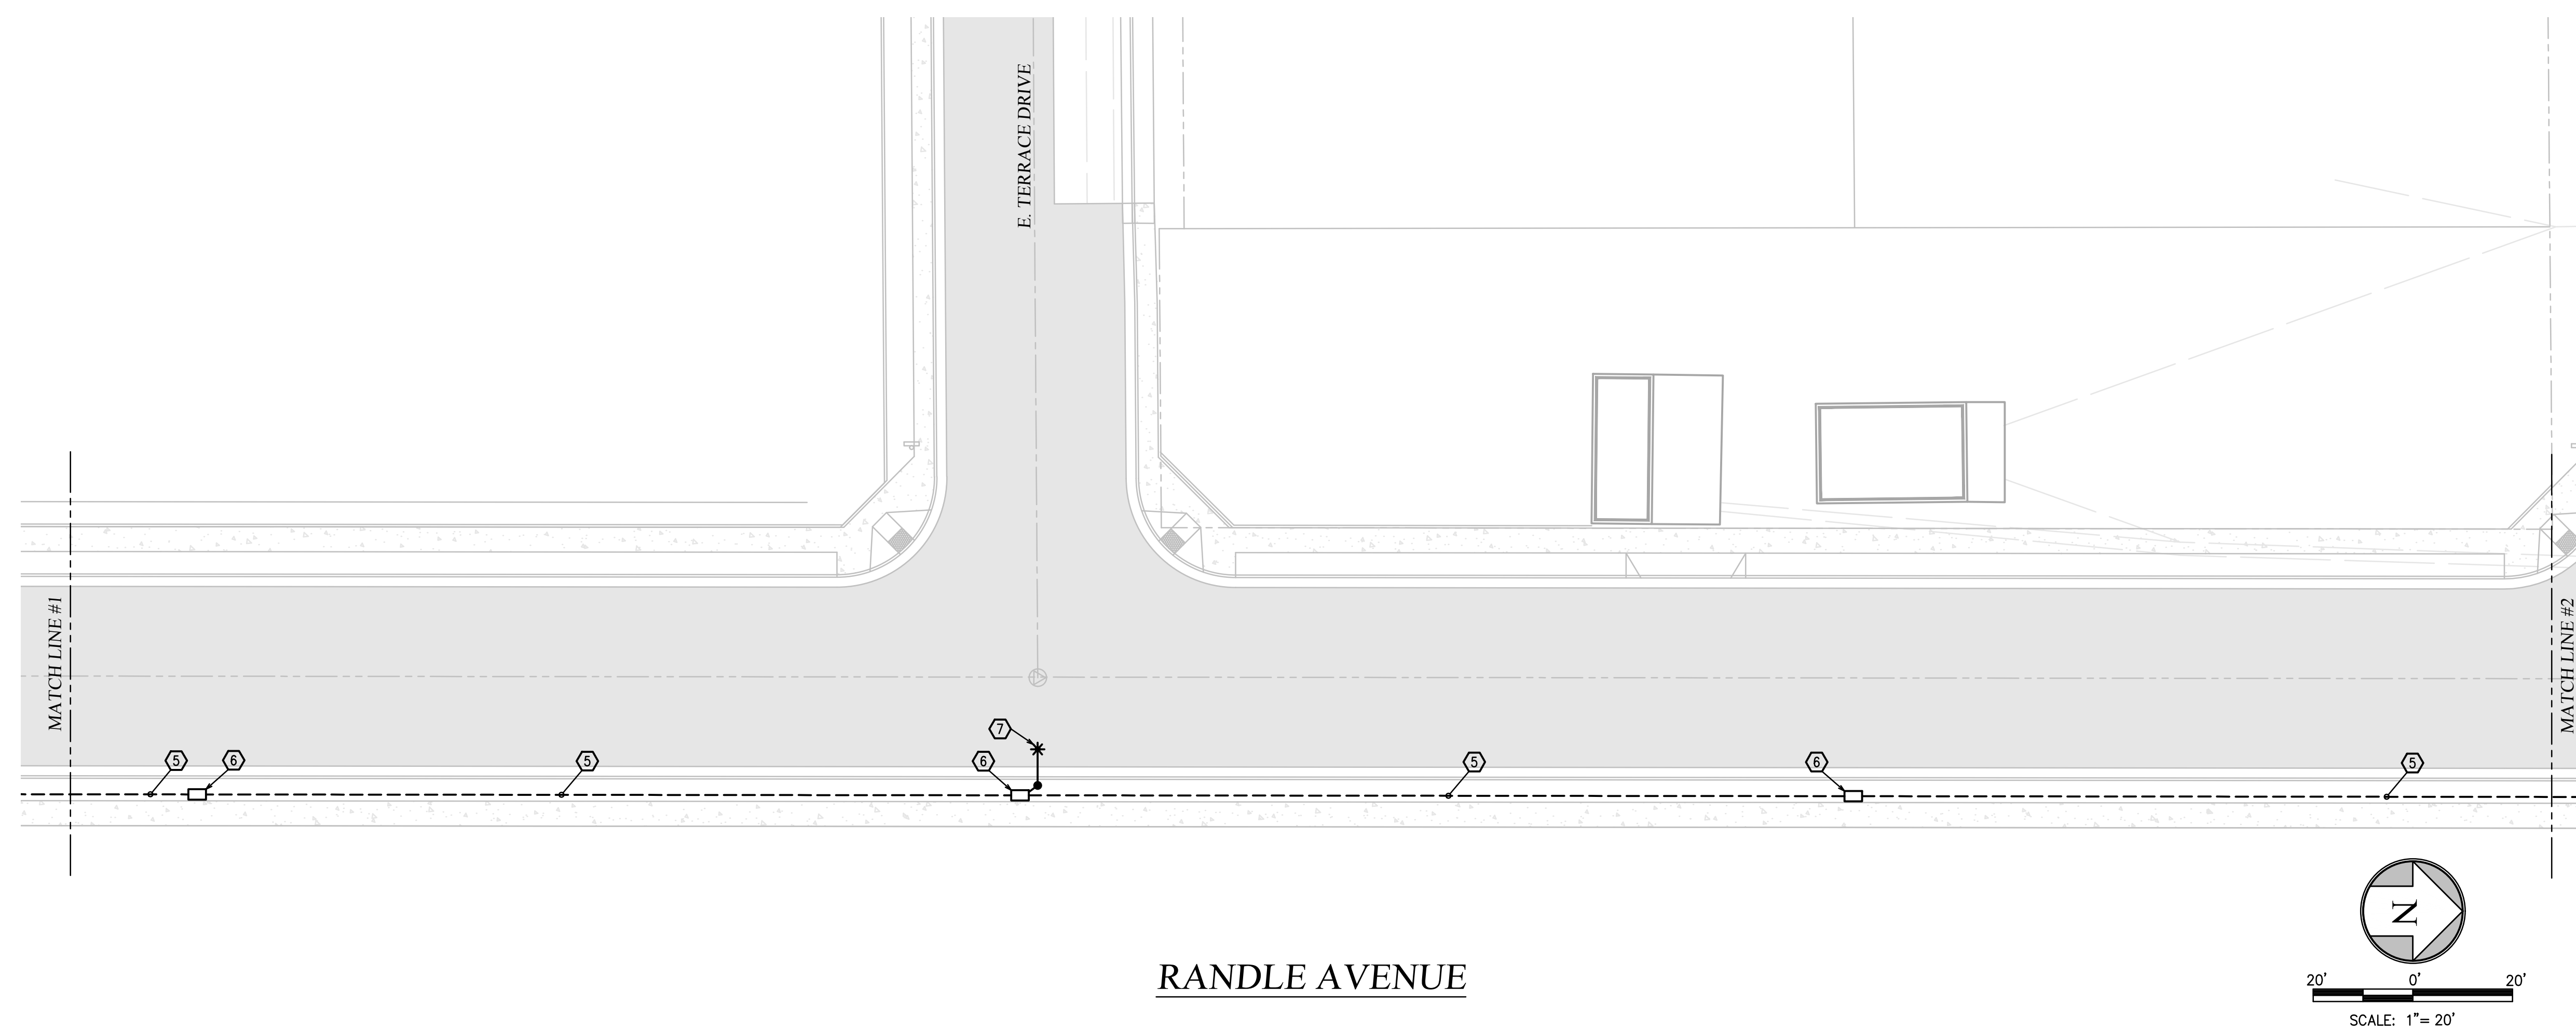 E. TERRACE DRIVE
MATCH LINE #1
MATCH LINE #2
7
5
6
5
6
5
6
5
N
RANDLE AVENUE
20' 0' 20'
SCALE: 1"= 20'